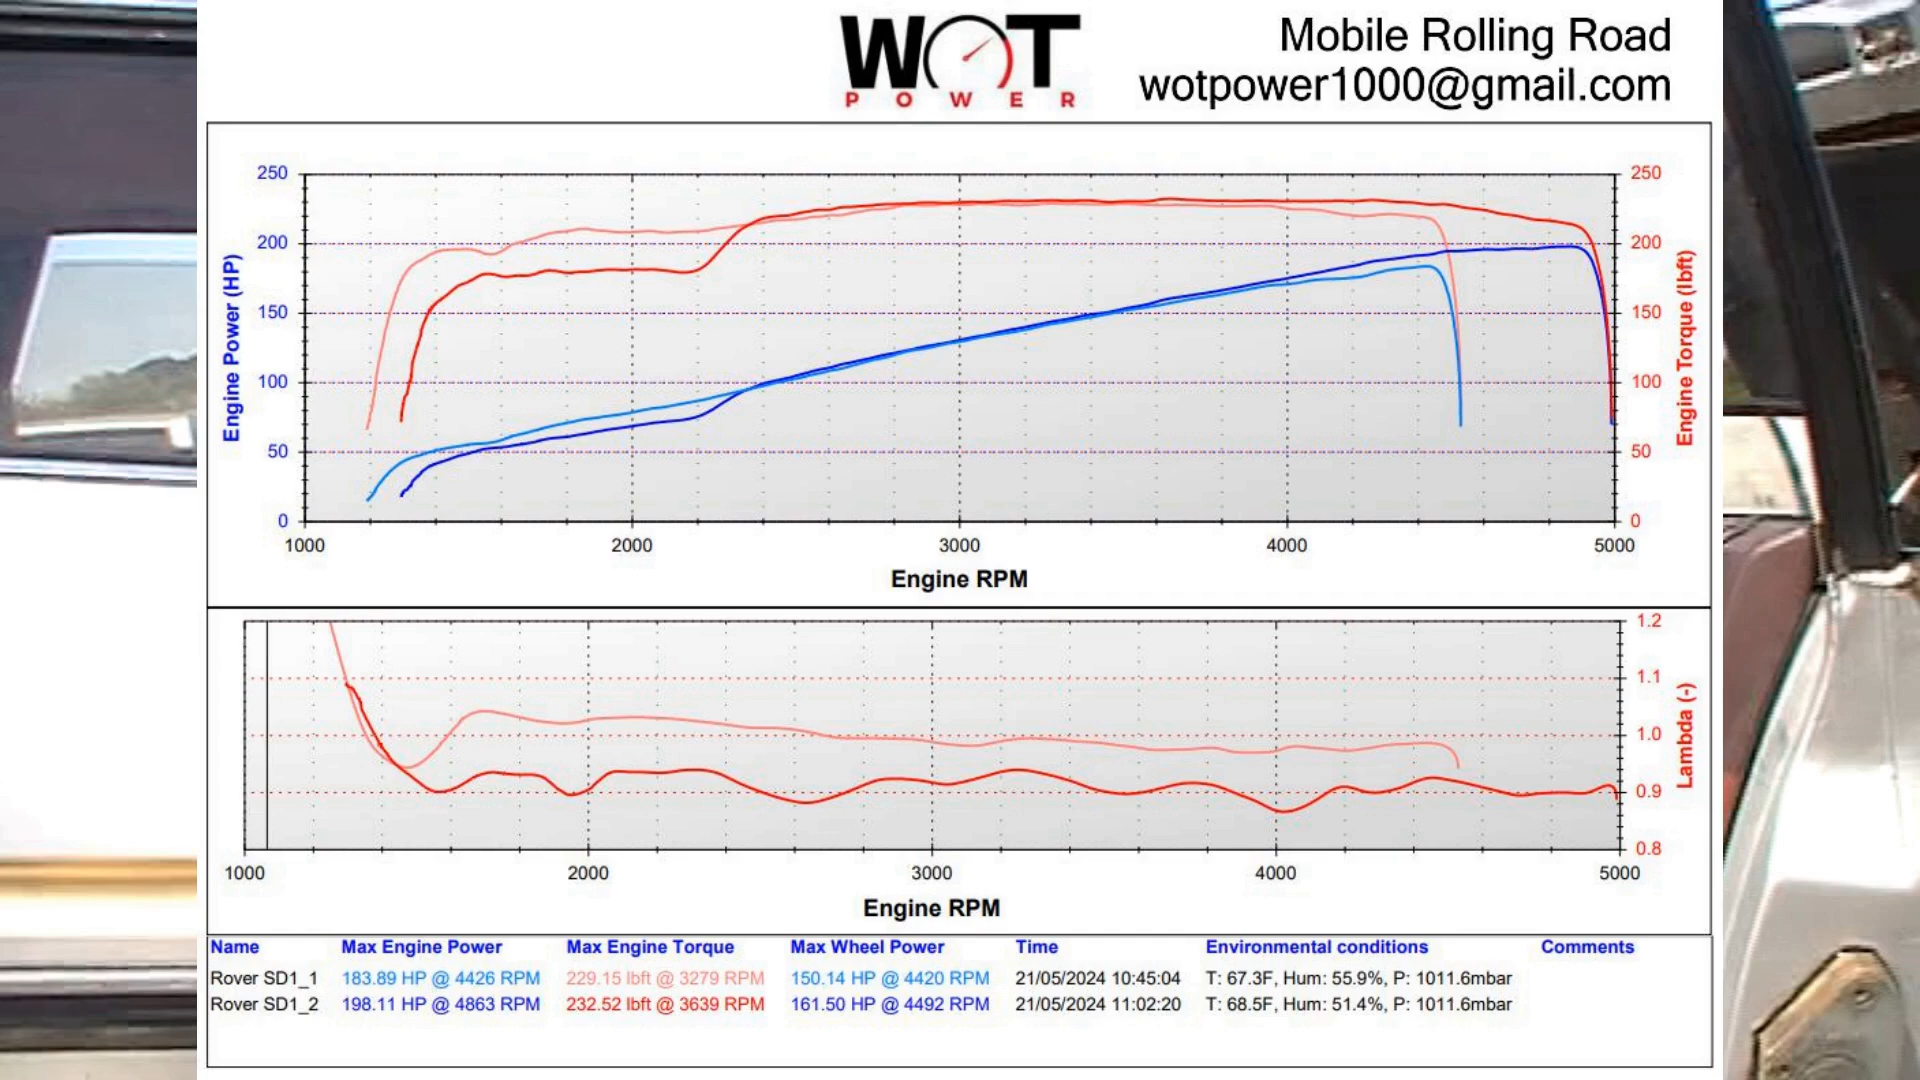 WOT
POWER
Mobile Rolling Road
wotpower1000@gmail.com
250
200
150
100
50
0
Engine Power (HP)
250
200
150
100
50
0
Engine Torque (lbft)
1000 2000 3000 4000 5000
Engine RPM
1.2
1.1
1.0
0.9
0.8
Lambda (-)
1000 2000 3000 4000 5000
Engine RPM
Name Max Engine Power Max Engine Torque Max Wheel Power Time Environmental conditions Comments
Rover SD1_1 183.89 HP @ 4426 RPM 229.15 lbft @ 3279 RPM 150.14 HP @ 4420 RPM 21/05/2024 10:45:04 T: 67.3F, Hum: 55.9%, P: 1011.6mbar
Rover SD1_2 198.11 HP @ 4863 RPM 232.52 lbft @ 3639 RPM 161.50 HP @ 4492 RPM 21/05/2024 11:02:20 T: 68.5F, Hum: 51.4%, P: 1011.6mbar